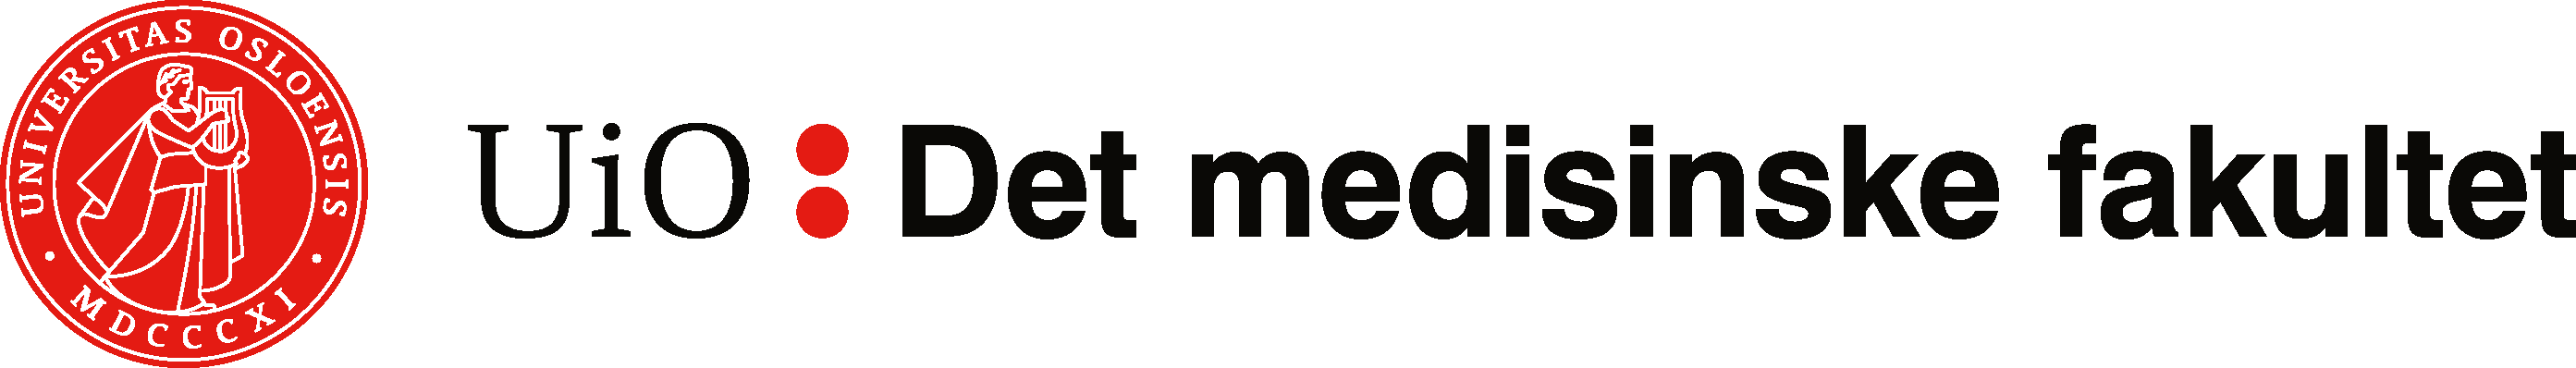 UNIVERSITAS OSLOENSIS
MDCCCXI
UiO : Det medisinske fakultet